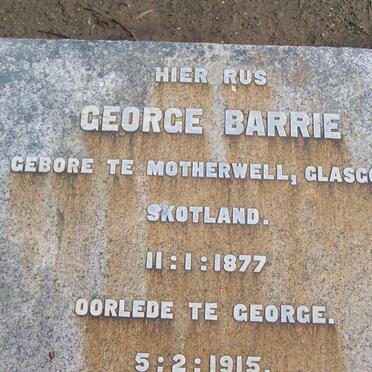 HIER RUS
GEORGE BARRIE
GEBORE TE MOTHERWELL, GLASGO
SKOTLAND.
11:1:1877
OORLEDE TE GEORGE.
5:2:1915.